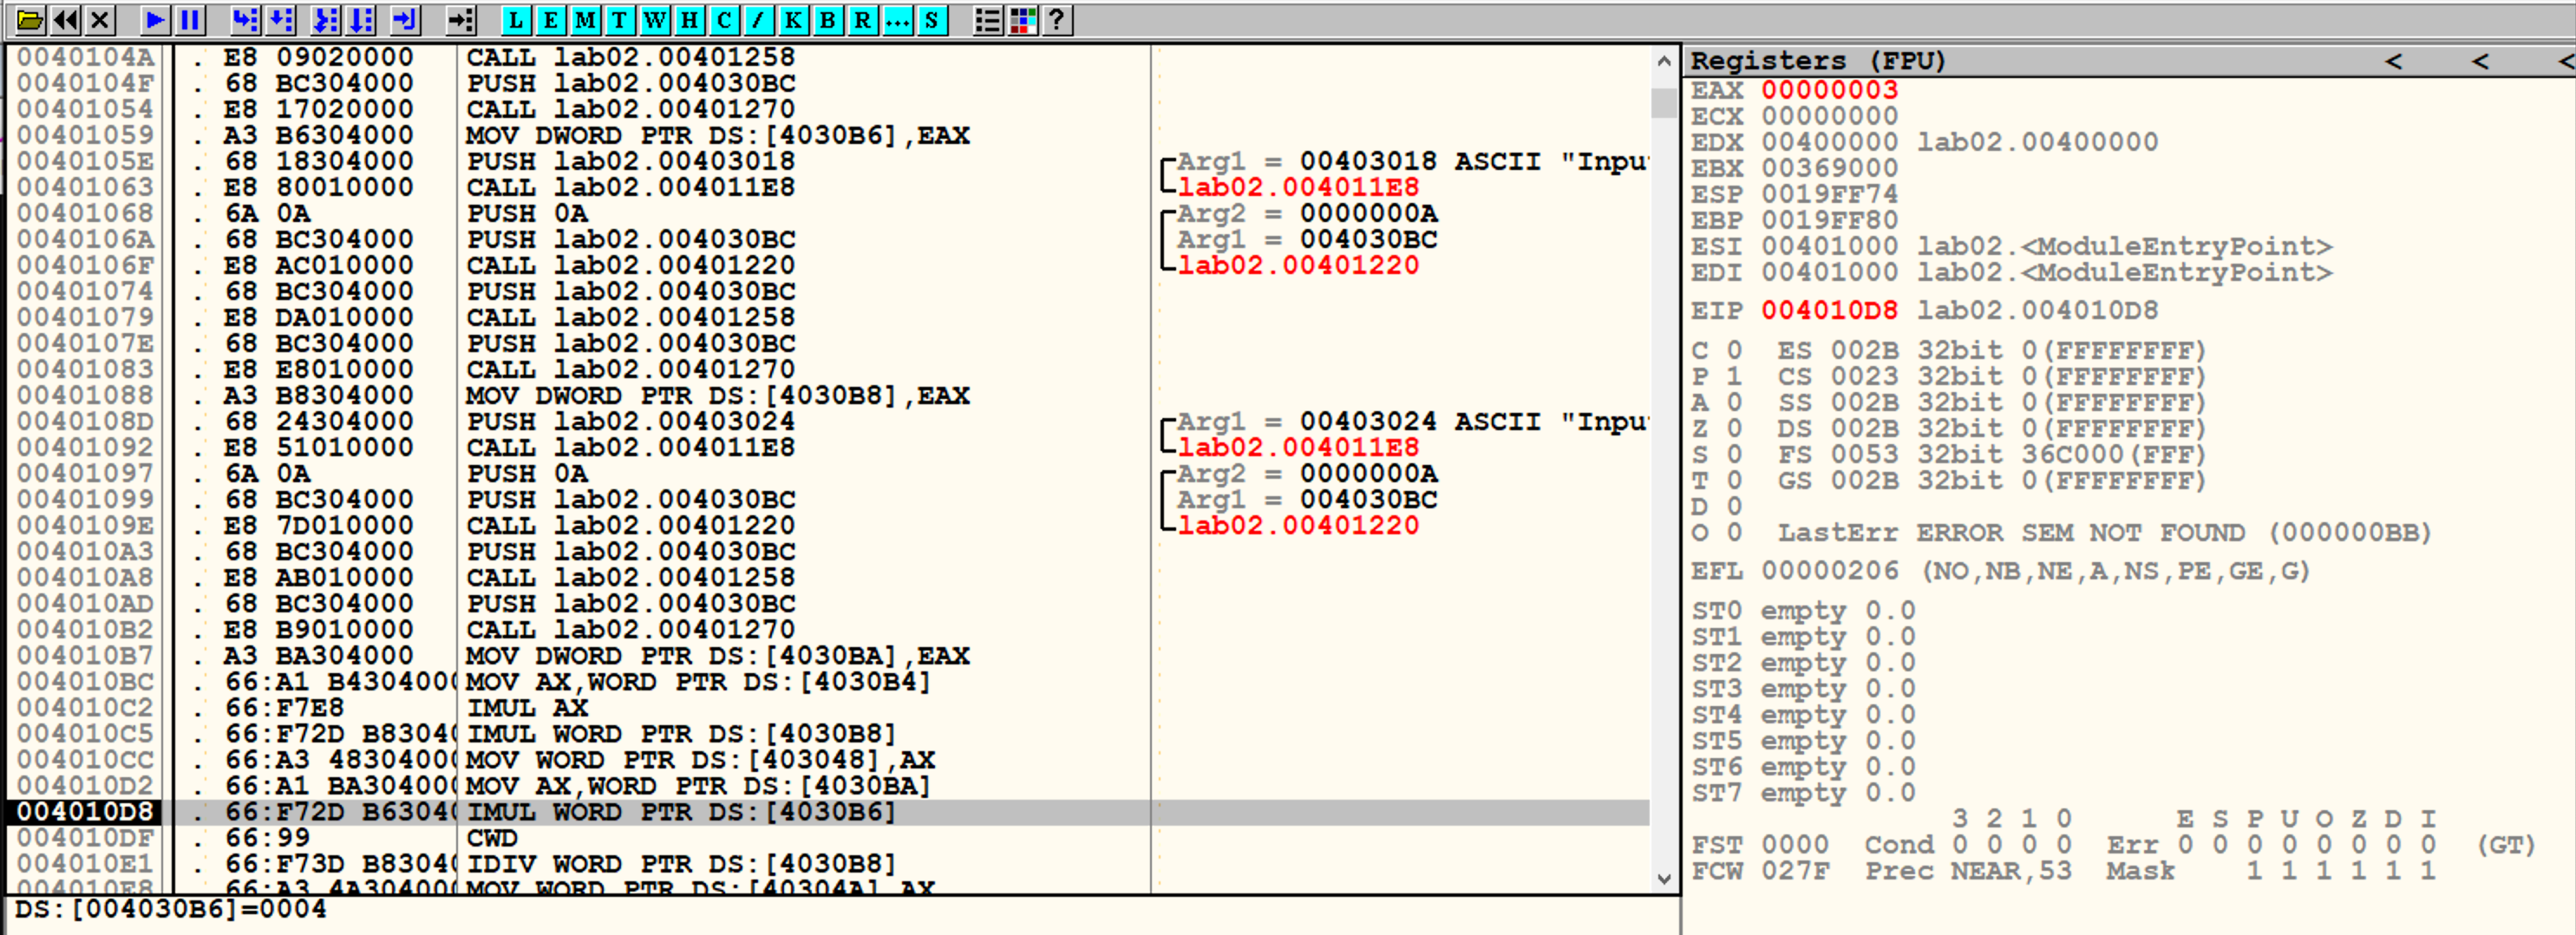 L E M T W H C / K B R ... S ?
0040104A . E8 09020000 CALL lab02.00401258
0040104F . 68 BC304000 PUSH lab02.004030BC
00401054 . E8 17020000 CALL lab02.00401270
00401059 . A3 B6304000 MOV DWORD PTR DS:[4030B6],EAX
0040105E . 68 18304000 PUSH lab02.00403018 Arg1 = 00403018 ASCII "Inpu
00401063 . E8 80010000 CALL lab02.004011E8 lab02.004011E8
00401068 . 6A 0A PUSH 0A Arg2 = 0000000A
0040106A . 68 BC304000 PUSH lab02.004030BC Arg1 = 004030BC
0040106F . E8 AC010000 CALL lab02.00401220 lab02.00401220
00401074 . 68 BC304000 PUSH lab02.004030BC
00401079 . E8 DA010000 CALL lab02.00401258
0040107E . 68 BC304000 PUSH lab02.004030BC
00401083 . E8 E8010000 CALL lab02.00401270
00401088 . A3 B8304000 MOV DWORD PTR DS:[4030B8],EAX
0040108D . 68 24304000 PUSH lab02.00403024 Arg1 = 00403024 ASCII "Inpu
00401092 . E8 51010000 CALL lab02.004011E8 lab02.004011E8
00401097 . 6A 0A PUSH 0A Arg2 = 0000000A
00401099 . 68 BC304000 PUSH lab02.004030BC Arg1 = 004030BC
0040109E . E8 7D010000 CALL lab02.00401220 lab02.00401220
004010A3 . 68 BC304000 PUSH lab02.004030BC
004010A8 . E8 AB010000 CALL lab02.00401258
004010AD . 68 BC304000 PUSH lab02.004030BC
004010B2 . E8 B9010000 CALL lab02.00401270
004010B7 . A3 BA304000 MOV DWORD PTR DS:[4030BA],EAX
004010BC . 66:A1 B4304000 MOV AX,WORD PTR DS:[4030B4]
004010C2 . 66:F7E8 IMUL AX
004010C5 . 66:F72D B83040 IMUL WORD PTR DS:[4030B8]
004010CC . 66:A3 48304000 MOV WORD PTR DS:[403048],AX
004010D2 . 66:A1 BA304000 MOV AX,WORD PTR DS:[4030BA]
004010D8 . 66:F72D B63040 IMUL WORD PTR DS:[4030B6]
004010DF . 66:99 CWD
004010E1 . 66:F73D B83040 IDIV WORD PTR DS:[4030B8]
004010E8 . 66:A3 4A304000 MOV WORD PTR DS:[40304A],AX
DS:[004030B6]=0004
Registers (FPU) < < <
EAX 00000003
ECX 00000000
EDX 00400000 lab02.00400000
EBX 00369000
ESP 0019FF74
EBP 0019FF80
ESI 00401000 lab02.<ModuleEntryPoint>
EDI 00401000 lab02.<ModuleEntryPoint>
EIP 004010D8 lab02.004010D8
C 0 ES 002B 32bit 0(FFFFFFFF)
P 1 CS 0023 32bit 0(FFFFFFFF)
A 0 SS 002B 32bit 0(FFFFFFFF)
Z 0 DS 002B 32bit 0(FFFFFFFF)
S 0 FS 0053 32bit 36C000(FFF)
T 0 GS 002B 32bit 0(FFFFFFFF)
D 0
O 0 LastErr ERROR SEM NOT FOUND (000000BB)
EFL 00000206 (NO,NB,NE,A,NS,PE,GE,G)
ST0 empty 0.0
ST1 empty 0.0
ST2 empty 0.0
ST3 empty 0.0
ST4 empty 0.0
ST5 empty 0.0
ST6 empty 0.0
ST7 empty 0.0
3 2 1 0 E S P U O Z D I
FST 0000 Cond 0 0 0 0 Err 0 0 0 0 0 0 0 0 (GT)
FCW 027F Prec NEAR,53 Mask 1 1 1 1 1 1